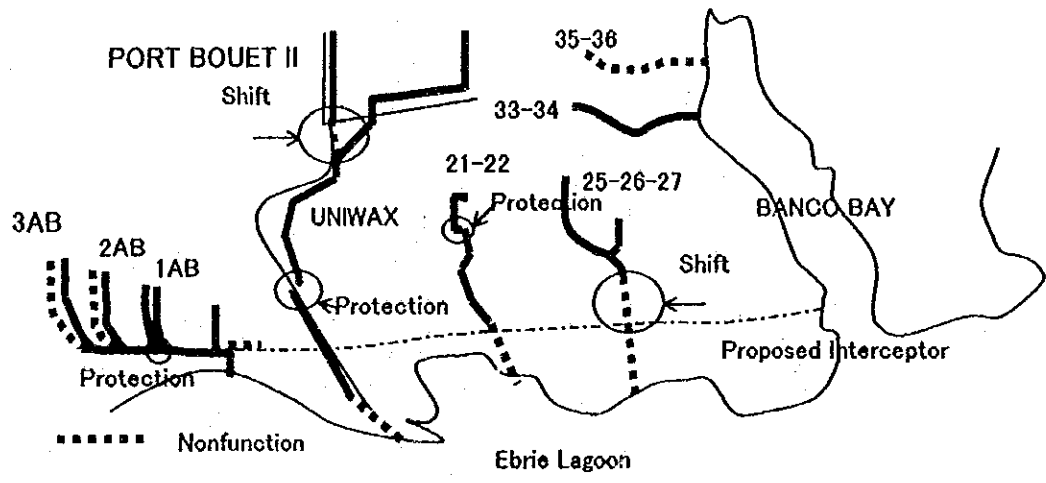 35-36
PORT BOUET II
Shift
33-34
21-22
25-26-27
Protection
UNIWAX
BANCO BAY
3AB
2AB
1AB
Shift
Protection
Proposed Interceptor
Protection
Nonfunction
Ebrie Lagoon